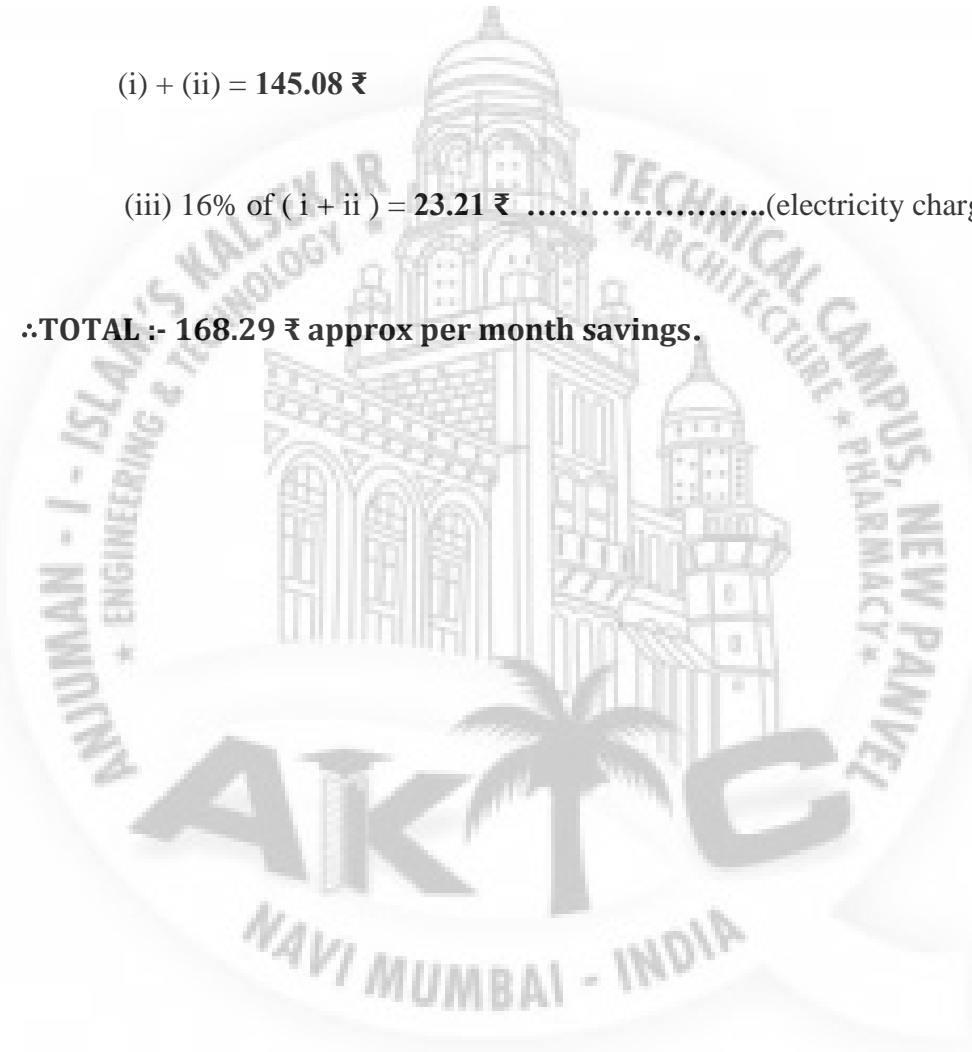 (i) + (ii) = 145.08 ₹
(iii) 16% of ( i + ii ) = 23.21 ₹ ……………………..(electricity charg
∴TOTAL :- 168.29 ₹ approx per month savings.
ANJUMAN - I - ISLAM'S KALSEKAR TECHNICAL CAMPUS, NEW PANVEL
* ENGINEERING & TECHNOLOGY * *ARCHITECTURE * PHARMACY*
AKTC
NAVI MUMBAI - INDIA